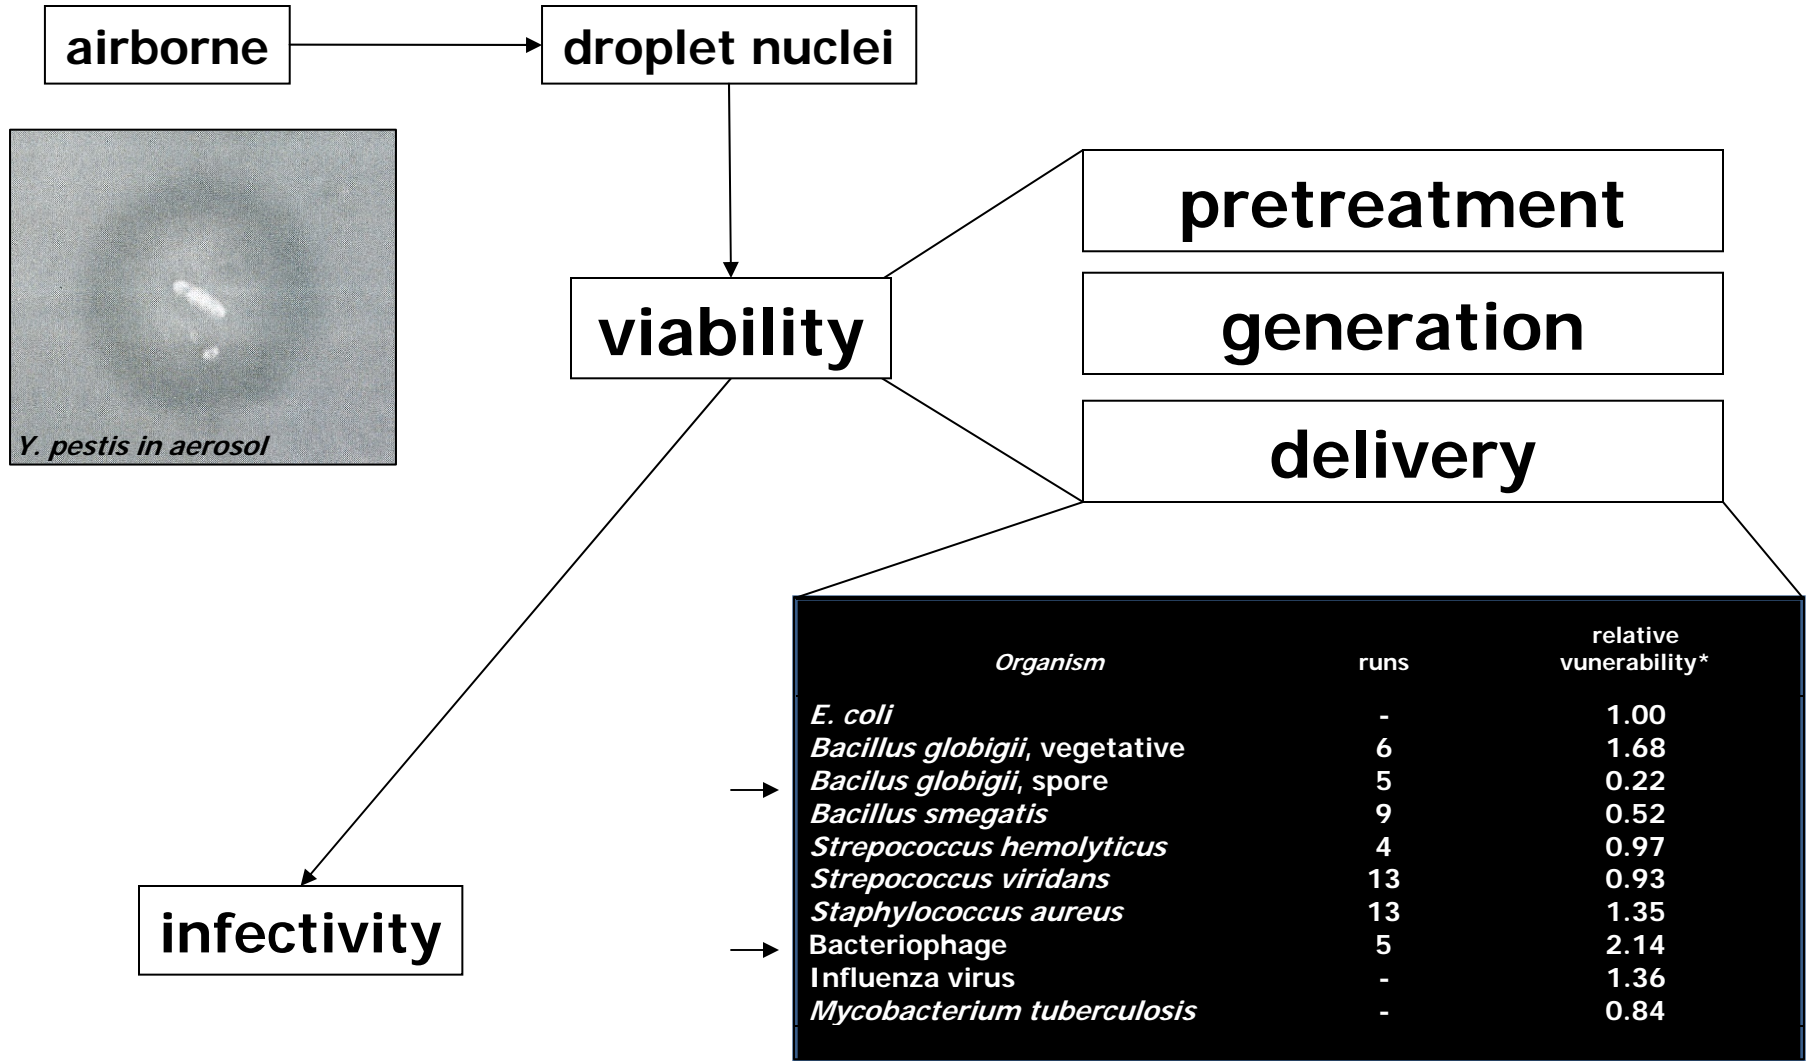 airborne
droplet nuclei
Y. pestis in aerosol
viability
pretreatment
generation
delivery
infectivity
relative
Organism runs vunerability*
E. coli - 1.00
Bacillus globigii, vegetative 6 1.68
Bacilus globigii, spore 5 0.22
Bacillus smegatis 9 0.52
Strepococcus hemolyticus 4 0.97
Strepococcus viridans 13 0.93
Staphylococcus aureus 13 1.35
Bacteriophage 5 2.14
Influenza virus - 1.36
Mycobacterium tuberculosis - 0.84